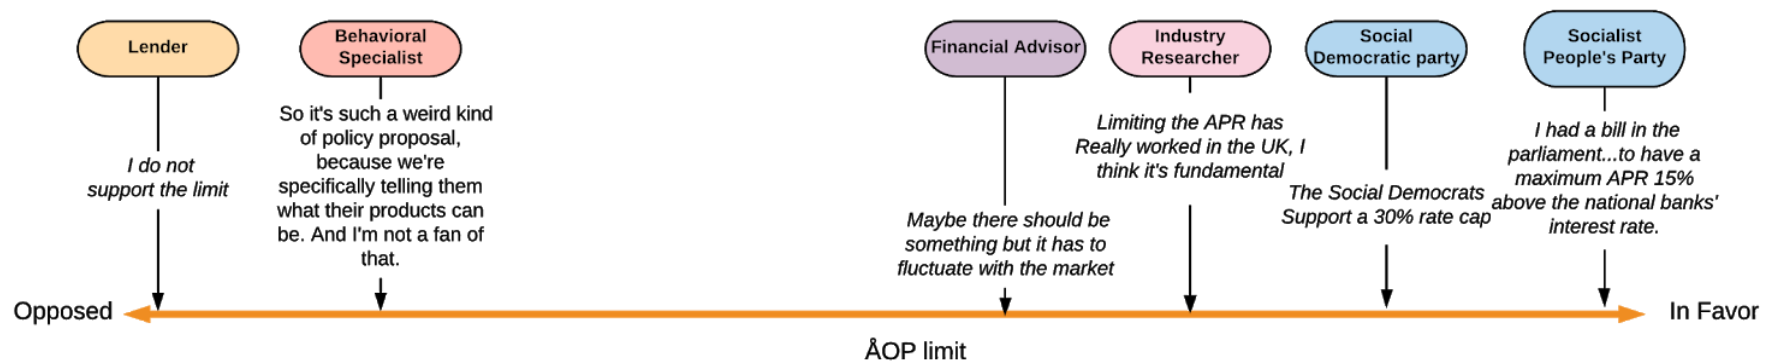 Lender
Behavioral
Specialist
Financial Advisor
Industry
Researcher
Social
Democratic party
Socialist
People's Party
I do not
support the limit
So it's such a weird kind
of policy proposal,
because we're
specifically telling them
what their products can
be. And I'm not a fan of
that.
Maybe there should be
something but it has to
fluctuate with the market
Limiting the APR has
Really worked in the UK, I
think it's fundamental
The Social Democrats
Support a 30% rate cap
I had a bill in the
parliament...to have a
maximum APR 15%
above the national banks'
interest rate.
Opposed
In Favor
ÅOP limit